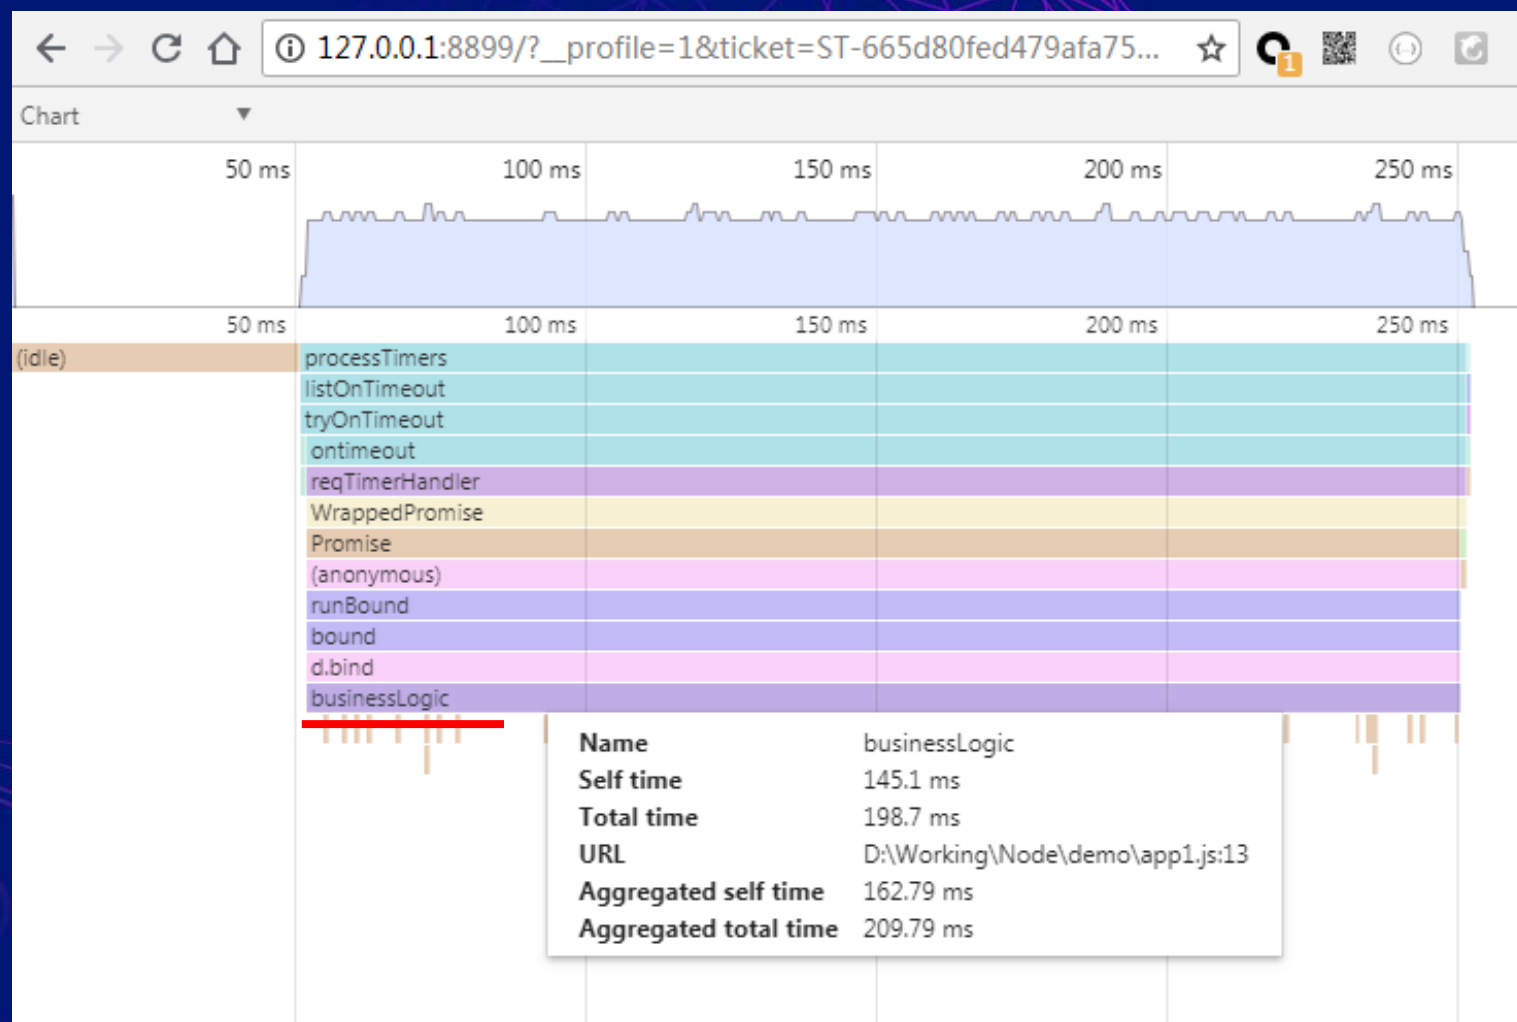 127.0.0.1:8899/?__profile=1&ticket=ST-665d80fed479afa75...
1
Chart
50 ms 100 ms 150 ms 200 ms 250 ms
50 ms 100 ms 150 ms 200 ms 250 ms
(idle) processTimers
listOnTimeout
tryOnTimeout
ontimeout
reqTimerHandler
WrappedPromise
Promise
(anonymous)
runBound
bound
d.bind
businessLogic
Name businessLogic
Self time 145.1 ms
Total time 198.7 ms
URL D:\Working\Node\demo\app1.js:13
Aggregated self time 162.79 ms
Aggregated total time 209.79 ms